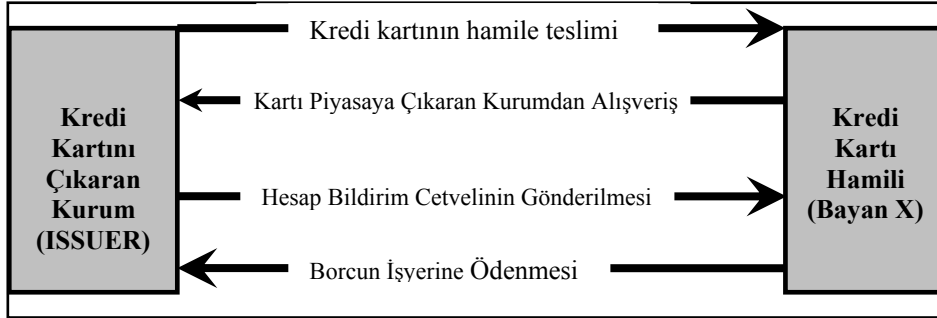 Kredi kartının hamile teslimi
Kartı Piyasaya Çıkaran Kurumdan Alışveriş
Kredi
Kartını
Çıkaran
Kurum
(ISSUER)
Kredi
Kartı
Hamili
(Bayan X)
Hesap Bildirim Cetvelinin Gönderilmesi
Borcun İşyerine Ödenmesi